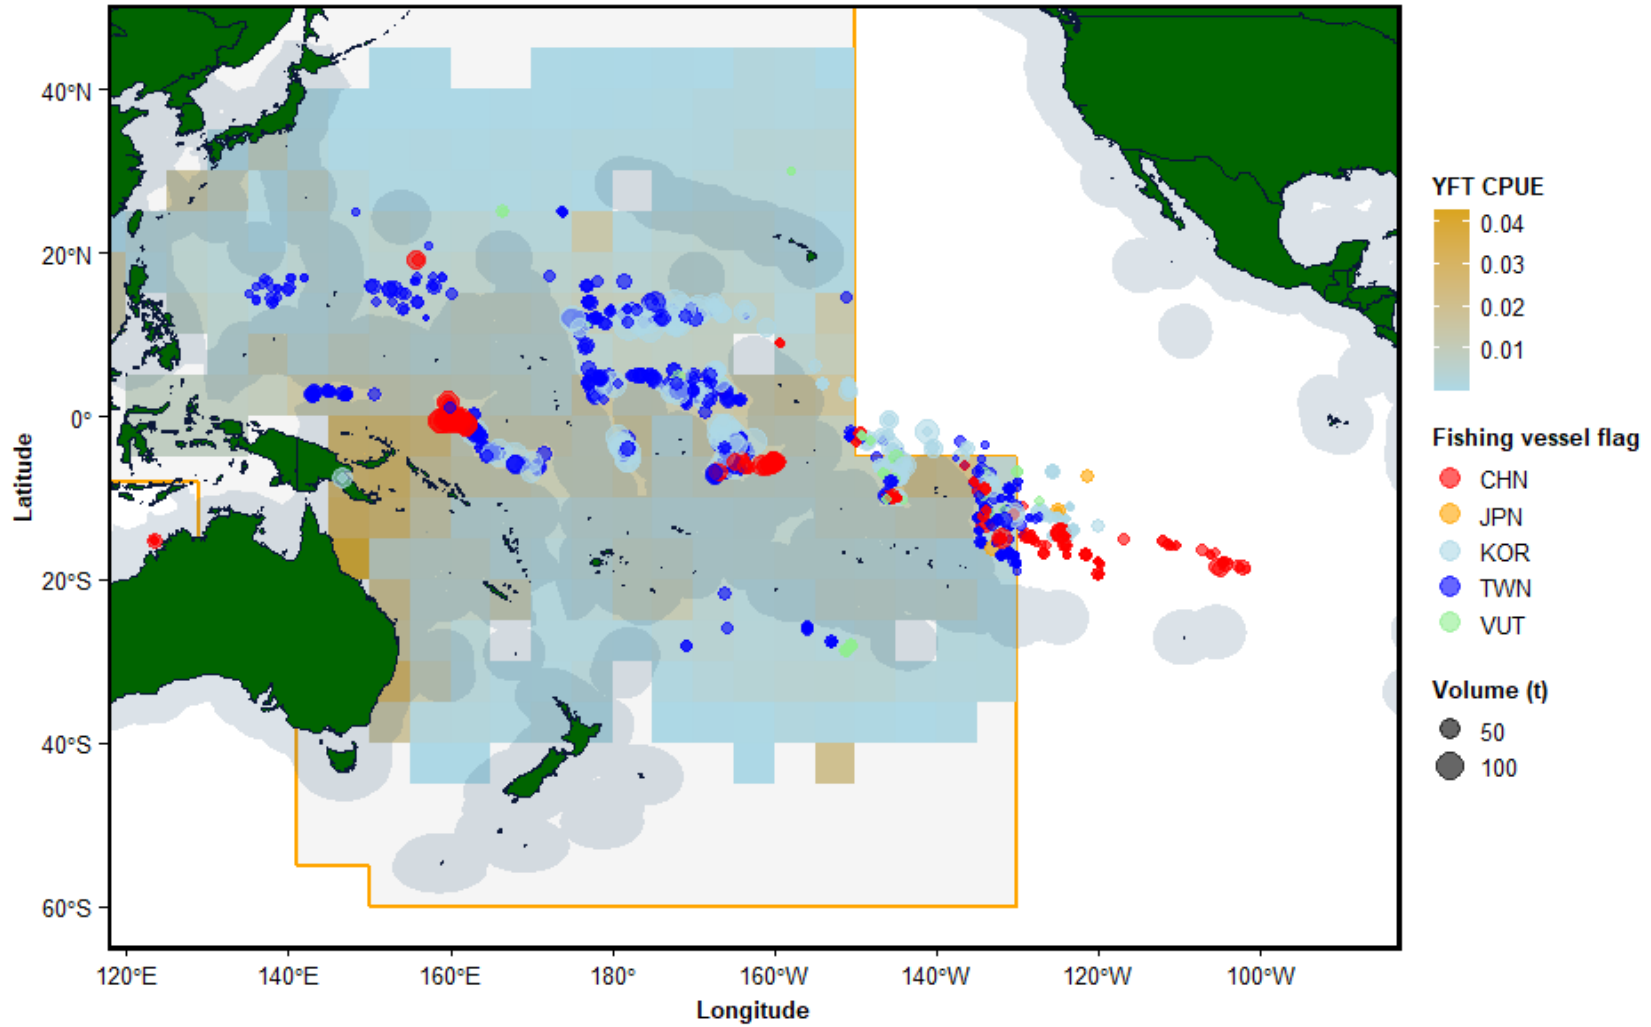 40°N
20°N
0°
20°S
40°S
60°S
Latitude
120°E
140°E
160°E
180°
160°W
140°W
120°W
100°W
Longitude
YFT CPUE
0.04
0.03
0.02
0.01
Fishing vessel flag
CHN
JPN
KOR
TWN
VUT
Volume (t)
50
100